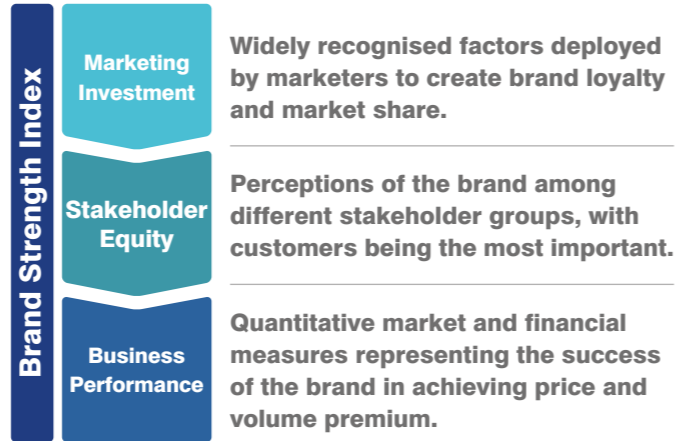 Brand Strength Index
Marketing
Investment
Widely recognised factors deployed
by marketers to create brand loyalty
and market share.
Stakeholder
Equity
Perceptions of the brand among
different stakeholder groups, with
customers being the most important.
Business
Performance
Quantitative market and financial
measures representing the success
of the brand in achieving price and
volume premium.